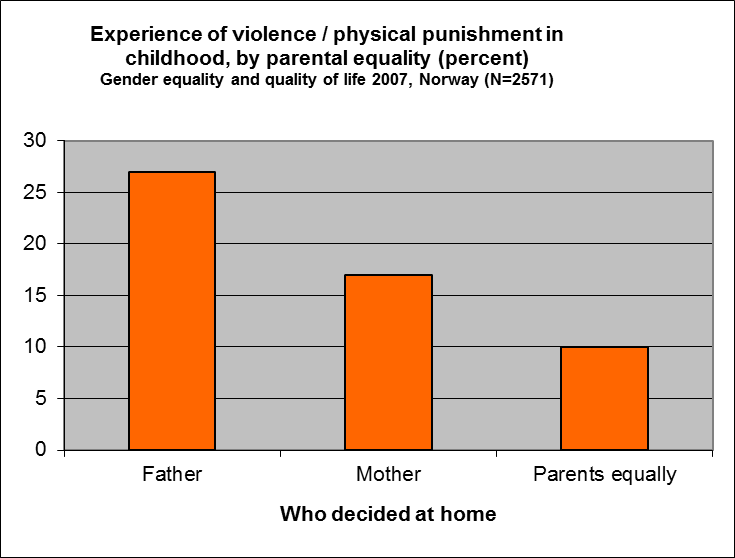 Experience of violence / physical punishment in
childhood, by parental equality (percent)
Gender equality and quality of life 2007, Norway (N=2571)
30
25
20
15
10
5
0
Father Mother Parents equally
Who decided at home